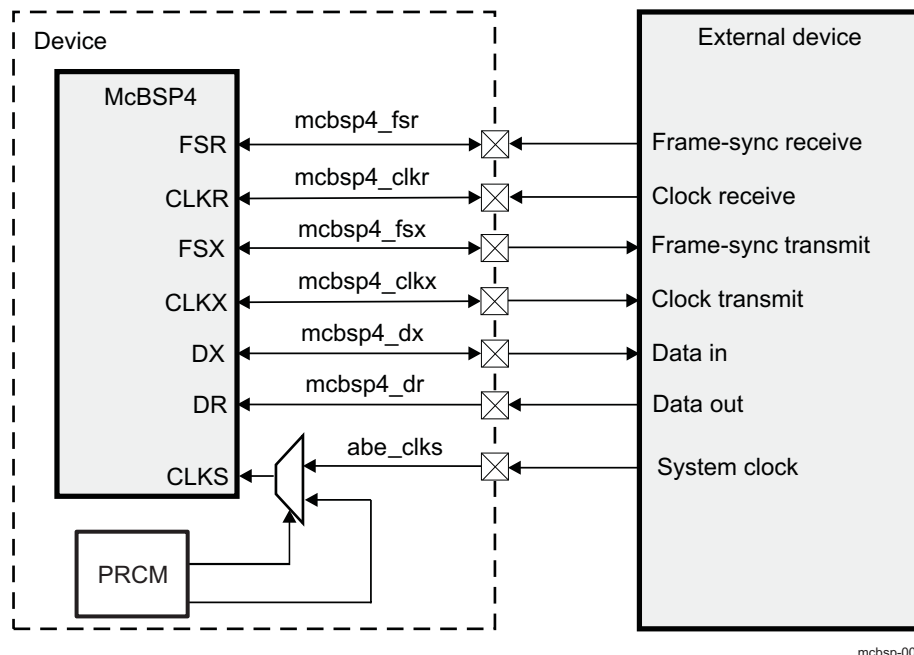 Device
External device
McBSP4
FSR
mcbsp4_fsr
Frame-sync receive
CLKR
mcbsp4_clkr
Clock receive
FSX
mcbsp4_fsx
Frame-sync transmit
CLKX
mcbsp4_clkx
Clock transmit
DX
mcbsp4_dx
Data in
DR
mcbsp4_dr
Data out
CLKS
abe_clks
System clock
PRCM